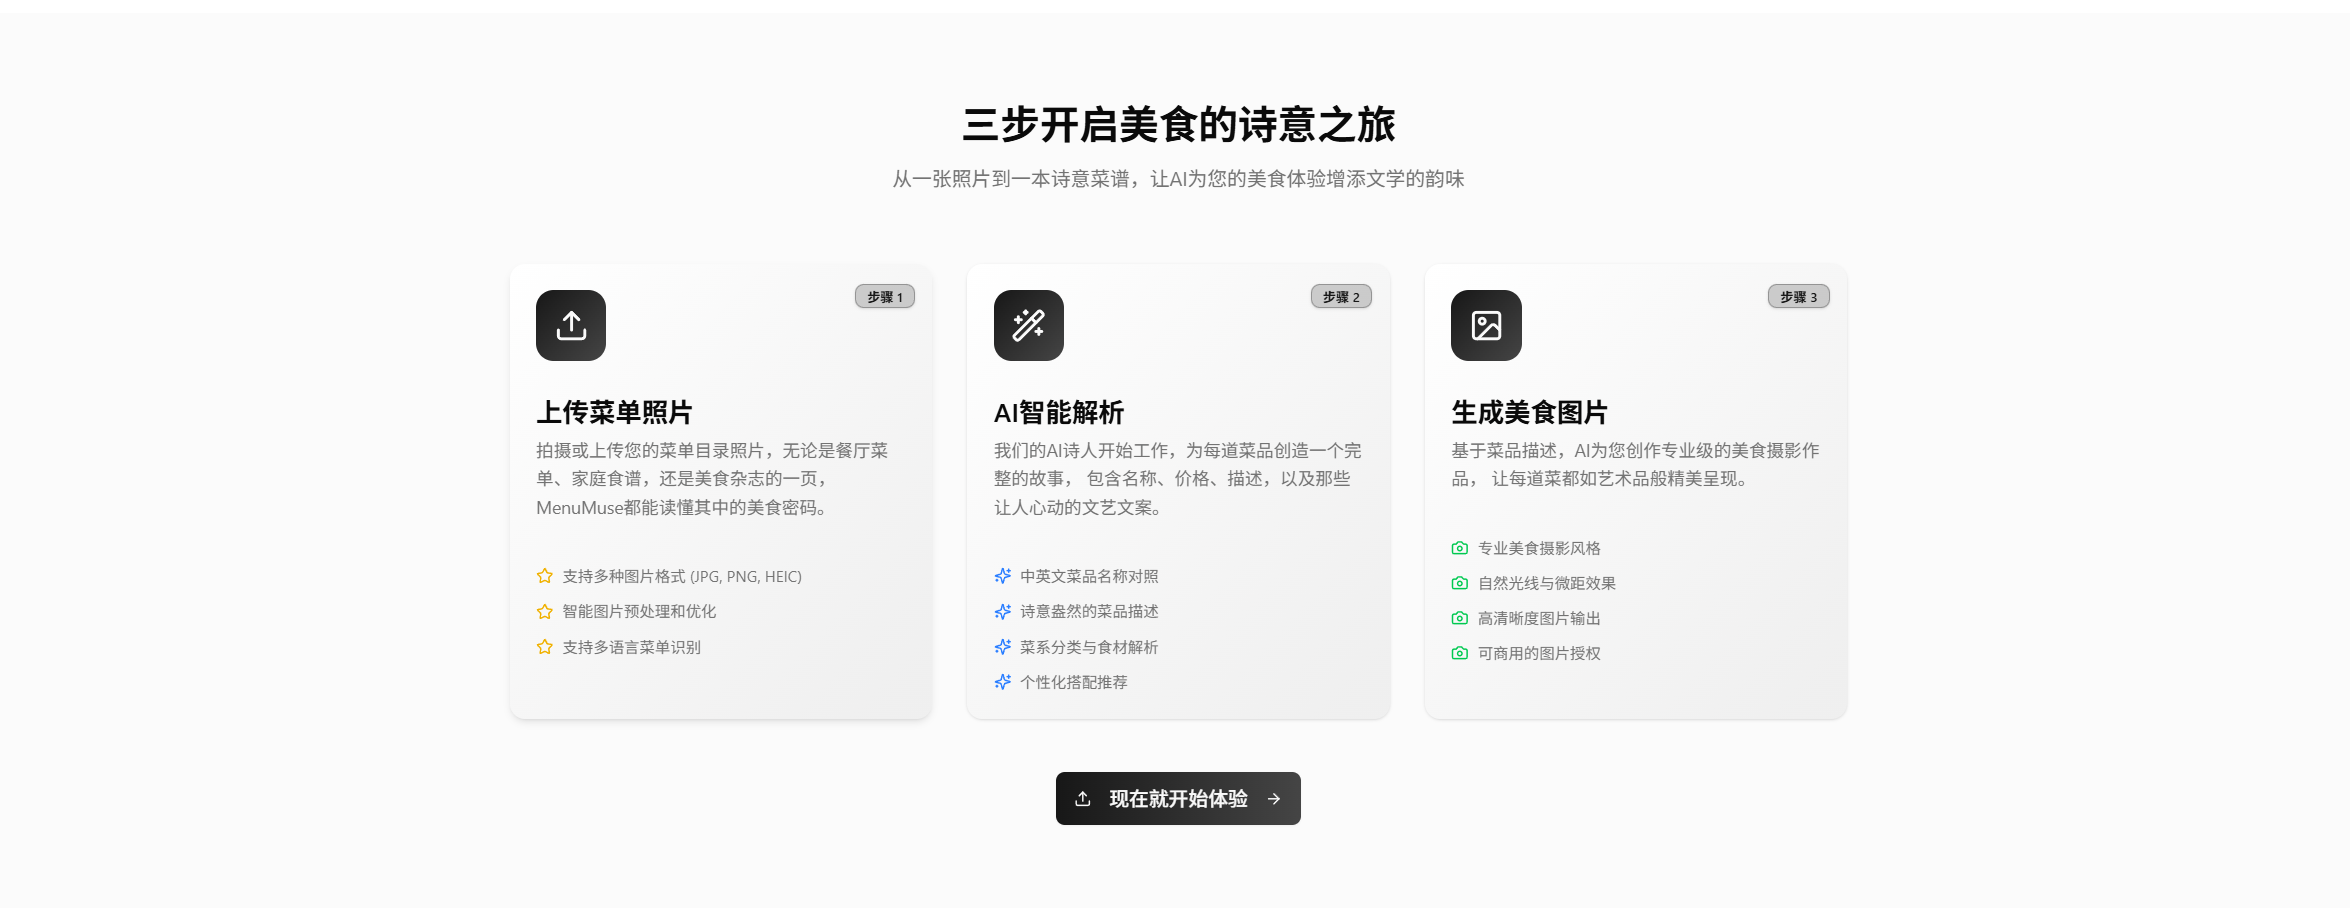 三步开启美食的诗意之旅
从一张照片到一本诗意菜谱，让AI为您的美食体验增添文学的韵味
步骤 1
上传菜单照片
拍摄或上传您的菜单目录照片，无论是餐厅菜
单、家庭食谱，还是美食杂志的一页，
MenuMuse都能读懂其中的美食密码。
支持多种图片格式 (JPG, PNG, HEIC)
智能图片预处理和优化
支持多语言菜单识别
步骤 2
AI智能解析
我们的AI诗人开始工作，为每道菜品创造一个完
整的故事， 包含名称、价格、描述，以及那些
让人心动的文艺文案。
中英文菜品名称对照
诗意盎然的菜品描述
菜系分类与食材解析
个性化搭配推荐
步骤 3
生成美食图片
基于菜品描述，AI为您创作专业级的美食摄影作
品， 让每道菜都如艺术品般精美呈现。
专业美食摄影风格
自然光线与微距效果
高清晰度图片输出
可商用的图片授权
现在就开始体验